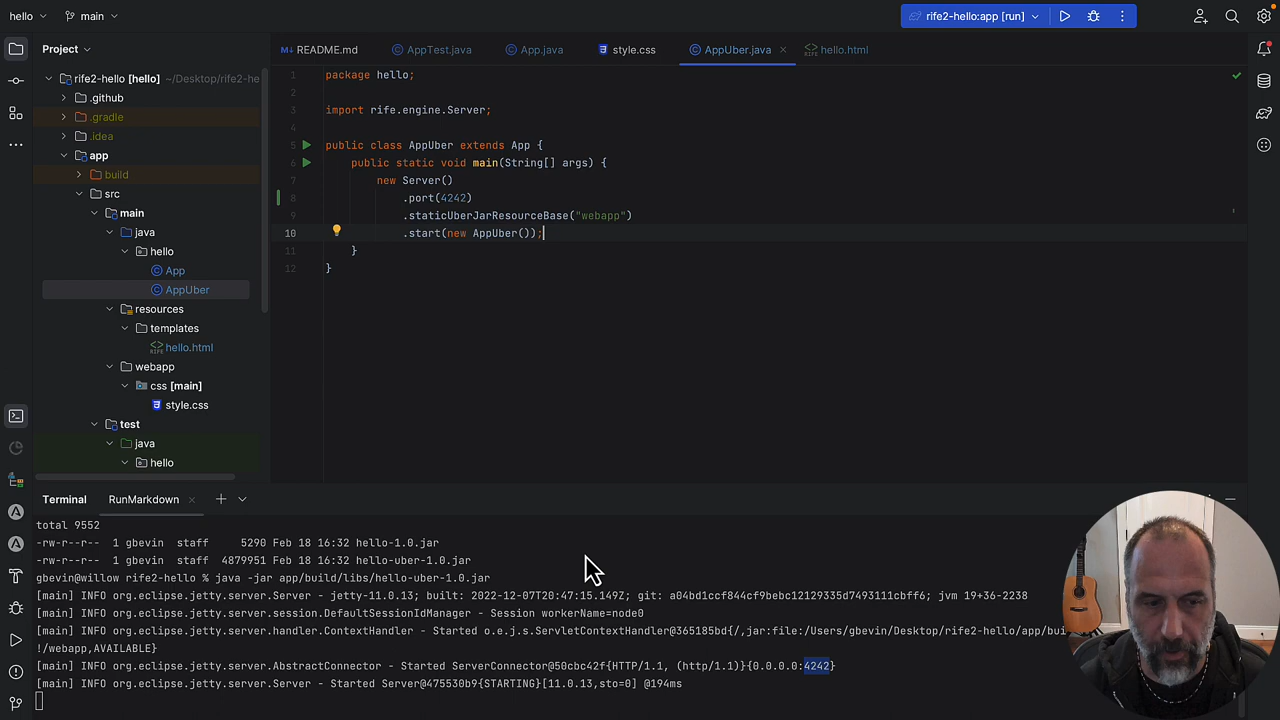 hello
main
rife2-hello:app [run]
Project
README.md
AppTest.java
App.java
style.css
AppUber.java
hello.html
rife2-hello [hello] ~/Desktop/rife2-he
.github
.gradle
.idea
app
build
src
main
java
hello
App
AppUber
resources
templates
hello.html
webapp
css [main]
style.css
test
java
hello
1 package hello;
2
3 import rife.engine.Server;
4
5 public class AppUber extends App {
6 public static void main(String[] args) {
7 new Server()
8 .port(4242)
9 .staticUberJarResourceBase("webapp")
10 .start(new AppUber());
11 }
12 }
Terminal
RunMarkdown
total 9552
-rw-r--r-- 1 gbevin staff 5290 Feb 18 16:32 hello-1.0.jar
-rw-r--r-- 1 gbevin staff 4879951 Feb 18 16:32 hello-uber-1.0.jar
gbevin@willow rife2-hello % java -jar app/build/libs/hello-uber-1.0.jar
[main] INFO org.eclipse.jetty.server.Server - jetty-11.0.13; built: 2022-12-07T20:47:15.149Z; git: a04bd1ccf844cf9bebc12129335d7493111cbff6; jvm 19+36-2238
[main] INFO org.eclipse.jetty.server.session.DefaultSessionIdManager - Session workerName=node0
[main] INFO org.eclipse.jetty.server.handler.ContextHandler - Started o.e.j.s.ServletContextHandler@365185bd{/,jar:file:/Users/gbevin/Desktop/rife2-hello/app/bui
!/webapp,AVAILABLE}
[main] INFO org.eclipse.jetty.server.AbstractConnector - Started ServerConnector@50cbc42f{HTTP/1.1, (http/1.1)}{0.0.0.0:4242}
[main] INFO org.eclipse.jetty.server.Server - Started Server@475530b9{STARTING}[11.0.13,sto=0] @194ms